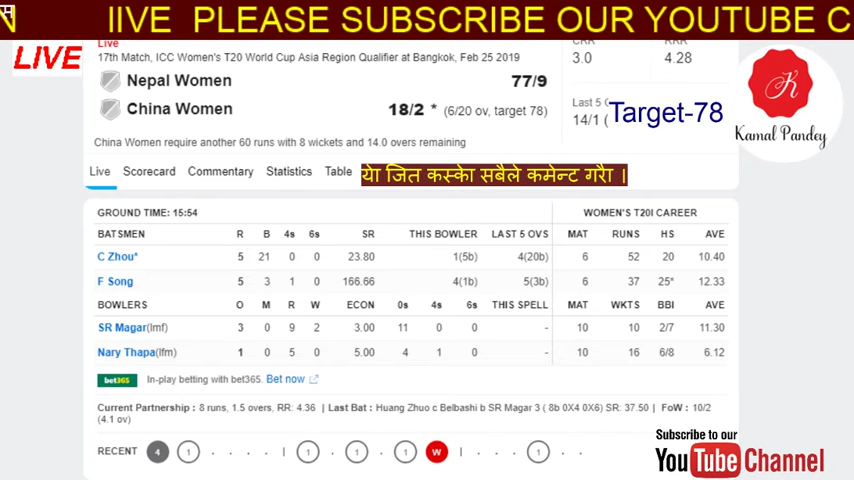 स
N IIVE PLEASE SUBSCRIBE OUR YOUTUBE C
LIVE
Live
17th Match, ICC Women's T20 World Cup Asia Region Qualifier at Bangkok, Feb 25 2019
Nepal Women 77/9
China Women 18/2 * (6/20 ov, target 78)
China Women require another 60 runs with 8 wickets and 14.0 overs remaining
CRR RRR
3.0 4.28
Last 5 O
14/1 (
Target-78
K
Kamal Pandey
Live Scorecard Commentary Statistics Table
येा जित कस्केा सबैले कमेन्ट गरैा ।
GROUND TIME: 15:54 WOMEN'S T20I CAREER
BATSMEN R B 4s 6s SR THIS BOWLER LAST 5 OVS MAT RUNS HS AVE
C Zhou* 5 21 0 0 23.80 1(5b) 4(20b) 6 52 20 10.40
F Song 5 3 1 0 166.66 4(1b) 5(3b) 6 37 25* 12.33
BOWLERS O M R W ECON 0s 4s 6s THIS SPELL MAT WKTS BBI AVE
SR Magar(lmf) 3 0 9 2 3.00 11 0 0 - 10 10 2/7 11.30
Nary Thapa(lfm) 1 0 5 0 5.00 4 1 0 - 10 16 6/8 6.12
bet365 In-play betting with bet365. Bet now
Current Partnership : 8 runs, 1.5 overs, RR: 4.36 | Last Bat : Huang Zhuo c Belbashi b SR Magar 3 ( 8b 0X4 0X6) SR: 37.50 | FoW : 10/2
(4.1 ov)
RECENT 4 1 . . . . | 1 . 1 . 1 W | . . . 1 . .
Subscribe to our
YouTube Channel